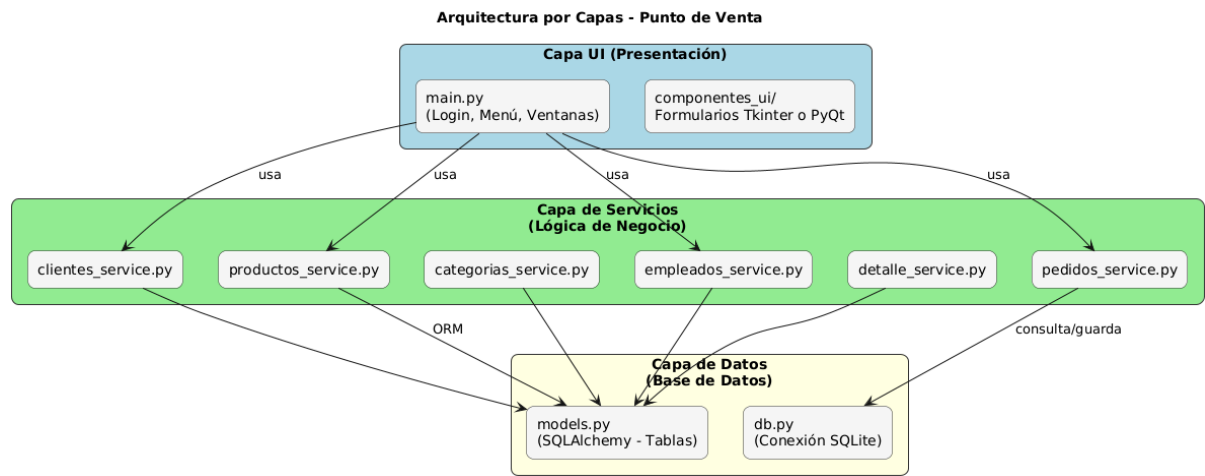 Arquitectura por Capas - Punto de Venta
Capa UI (Presentación)
main.py
(Login, Menú, Ventanas)
componentes_ui/
Formularios Tkinter o PyQt
usa
usa
usa
usa
Capa de Servicios
(Lógica de Negocio)
clientes_service.py
productos_service.py
categorias_service.py
empleados_service.py
detalle_service.py
pedidos_service.py
ORM
consulta/guarda
Capa de Datos
(Base de Datos)
models.py
(SQLAlchemy - Tablas)
db.py
(Conexión SQLite)